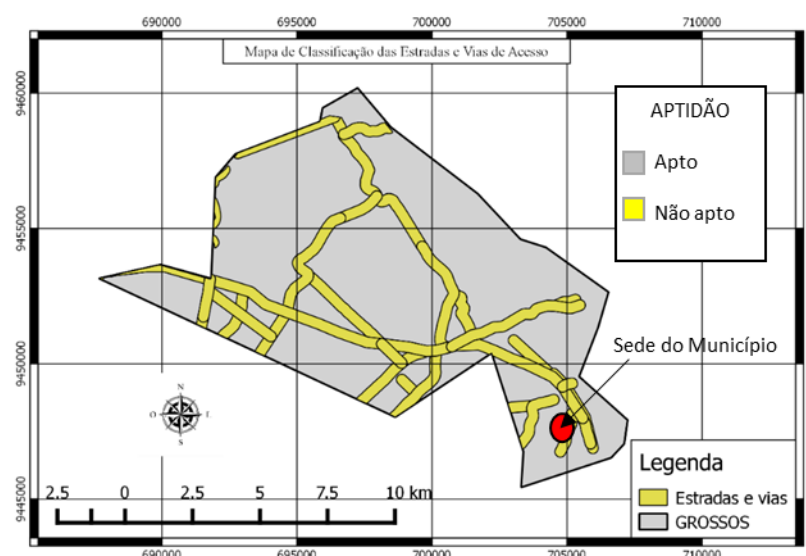 690000 695000 700000 705000 710000
Mapa de Classificação das Estradas e Vias de Acesso
9460000
9455000
9450000
9445000
APTIDÃO
Apto
Não apto
Sede do Município
N
O L
S
2.5 0 2.5 5 7.5 10 km
Legenda
Estradas e vias
GROSSOS
690000 695000 700000 705000 710000